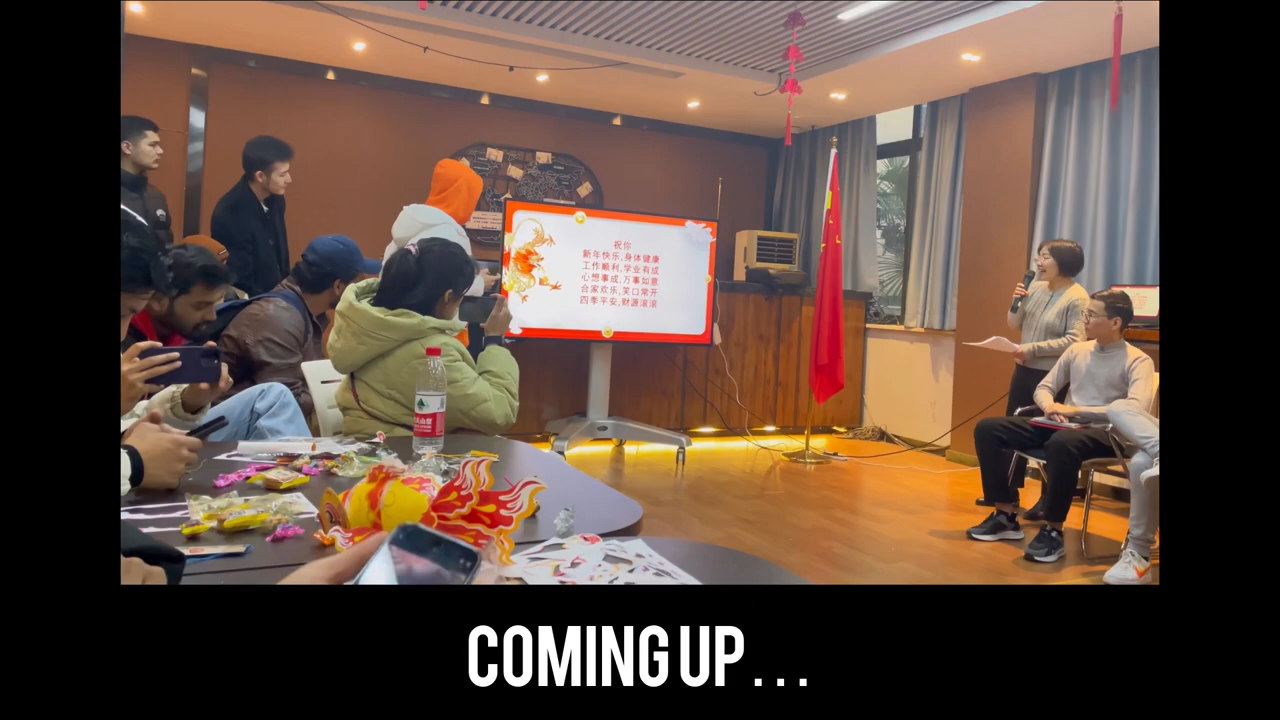 祝你
新年快乐,身体健康
工作顺利,学业有成
心想事成,万事如意
合家欢乐,笑口常开
四季平安,财源滚滚
COMING UP...